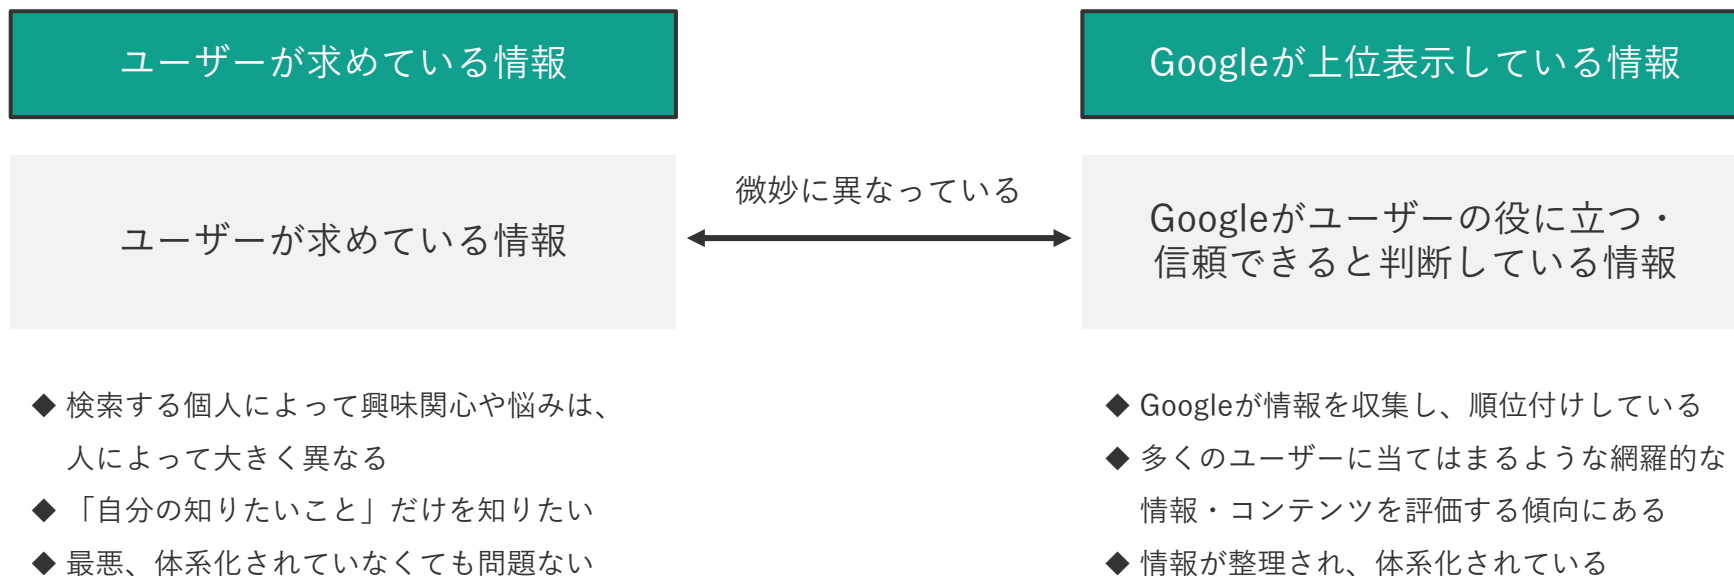 ユーザーが求めている情報
Googleが上位表示している情報
ユーザーが求めている情報
微妙に異なっている
Googleがユーザーの役に立つ・
信頼できると判断している情報
◆ 検索する個人によって興味関心や悩みは、
人によって大きく異なる
◆ 「自分の知りたいこと」だけを知りたい
◆ 最悪、体系化されていなくても問題ない
◆ Googleが情報を収集し、順位付けしている
◆ 多くのユーザーに当てはまるような網羅的な
情報・コンテンツを評価する傾向にある
◆ 情報が整理され、体系化されている